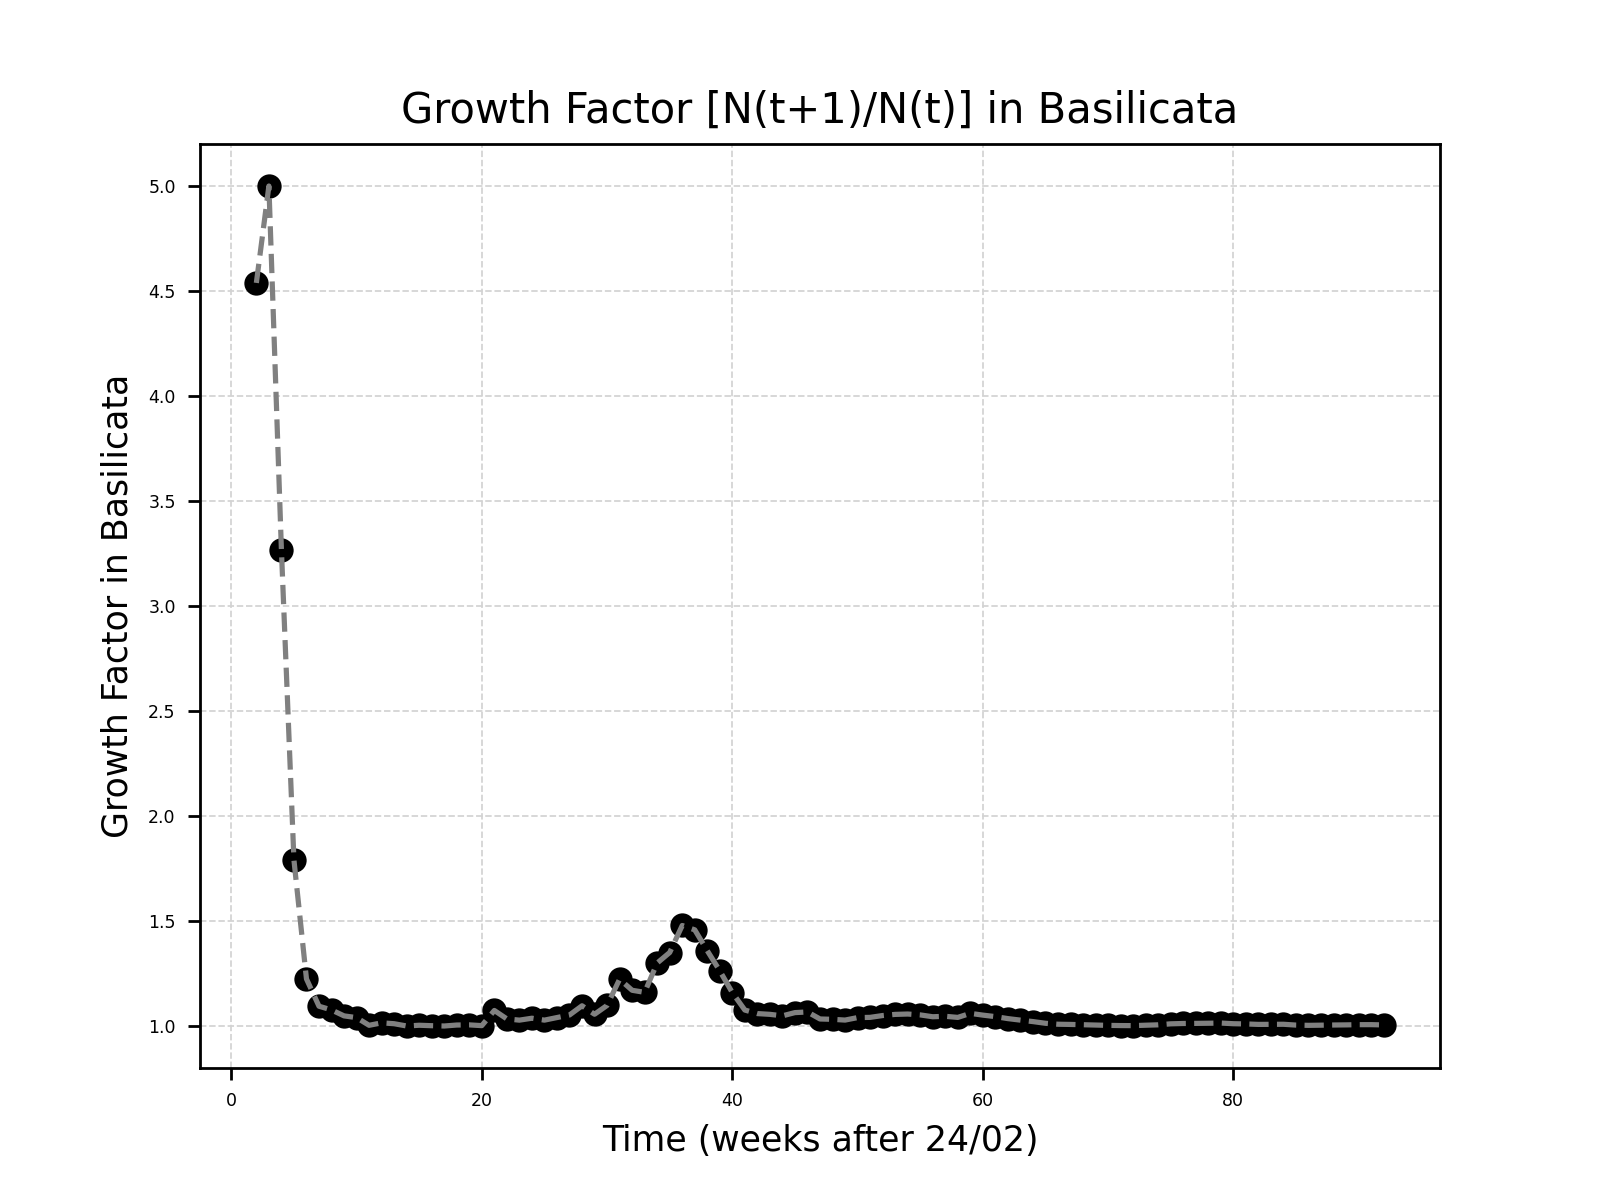 Growth Factor [N(t+1)/N(t)] in Basilicata
Growth Factor in Basilicata
5.0
4.5
4.0
3.5
3.0
2.5
2.0
1.5
1.0
0 20 40 60 80
Time (weeks after 24/02)